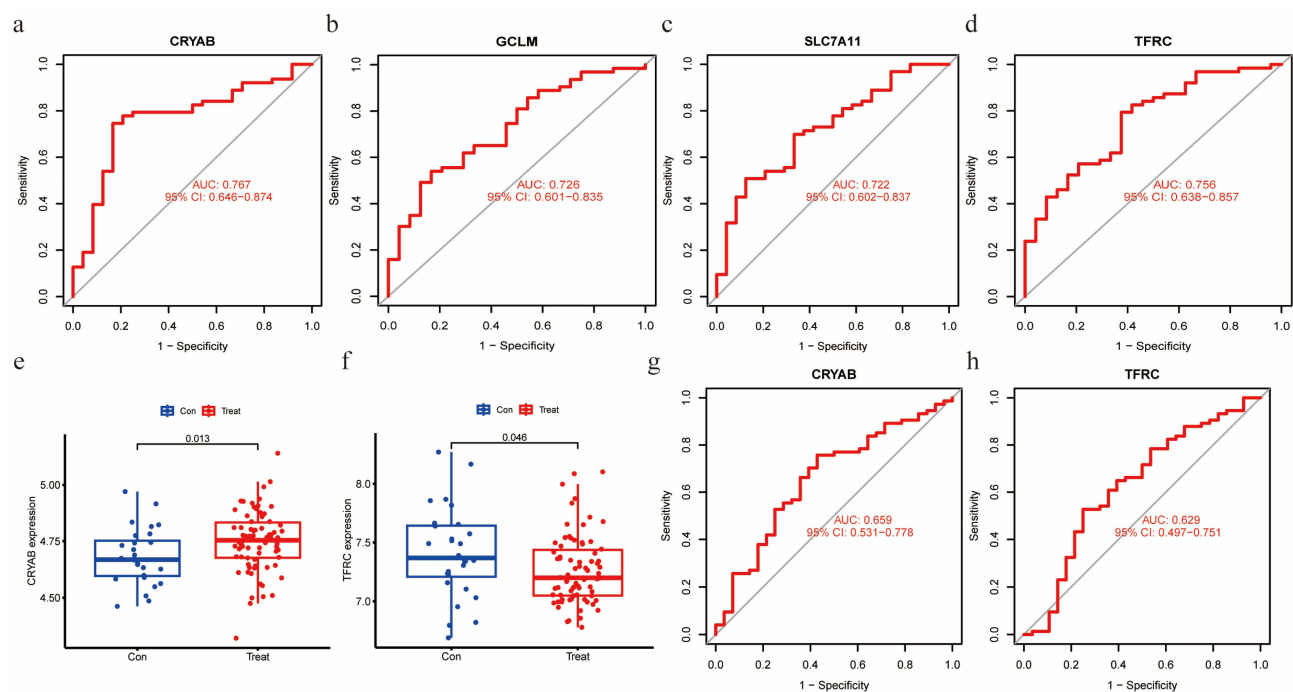 a
CRYAB
Sensitivity
1.0
0.8
0.6
0.4
0.2
0.0
AUC: 0.767
95% CI: 0.646−0.874
0.0 0.2 0.4 0.6 0.8 1.0
1 − Specificity
b
GCLM
Sensitivity
1.0
0.8
0.6
0.4
0.2
0.0
AUC: 0.726
95% CI: 0.601−0.835
0.0 0.2 0.4 0.6 0.8 1.0
1 − Specificity
c
SLC7A11
Sensitivity
1.0
0.8
0.6
0.4
0.2
0.0
AUC: 0.722
95% CI: 0.602−0.837
0.0 0.2 0.4 0.6 0.8 1.0
1 − Specificity
d
TFRC
Sensitivity
1.0
0.8
0.6
0.4
0.2
0.0
AUC: 0.756
95% CI: 0.638−0.857
0.0 0.2 0.4 0.6 0.8 1.0
1 − Specificity
e
Con Treat
0.013
CRYAB expression
5.00
4.75
4.50
Con Treat
f
Con Treat
0.046
TFRC expression
8.0
7.5
7.0
Con Treat
g
CRYAB
Sensitivity
1.0
0.8
0.6
0.4
0.2
0.0
AUC: 0.659
95% CI: 0.531-0.778
0.0 0.2 0.4 0.6 0.8 1.0
1 − Specificity
h
TFRC
Sensitivity
1.0
0.8
0.6
0.4
0.2
0.0
AUC: 0.629
95% CI: 0.497-0.751
0.0 0.2 0.4 0.6 0.8 1.0
1 − Specificity